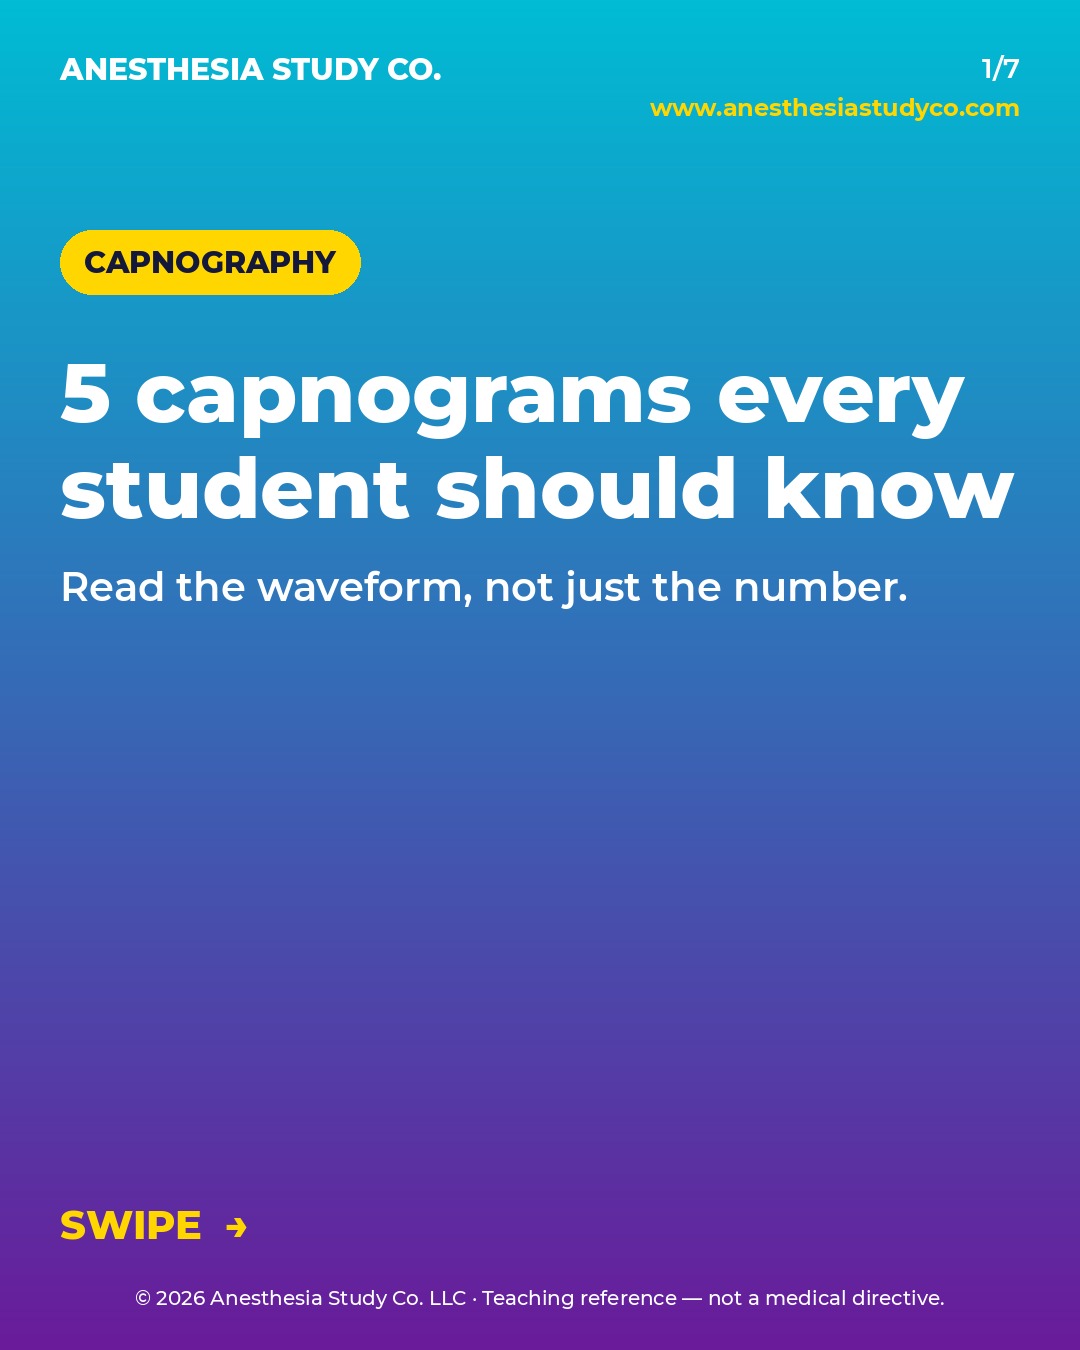 ANESTHESIA STUDY CO.
1/7
www.anesthesiastudyco.com
CAPNOGRAPHY
5 capnograms every
student should know
Read the waveform, not just the number.
SWIPE →
© 2026 Anesthesia Study Co. LLC · Teaching reference — not a medical directive.